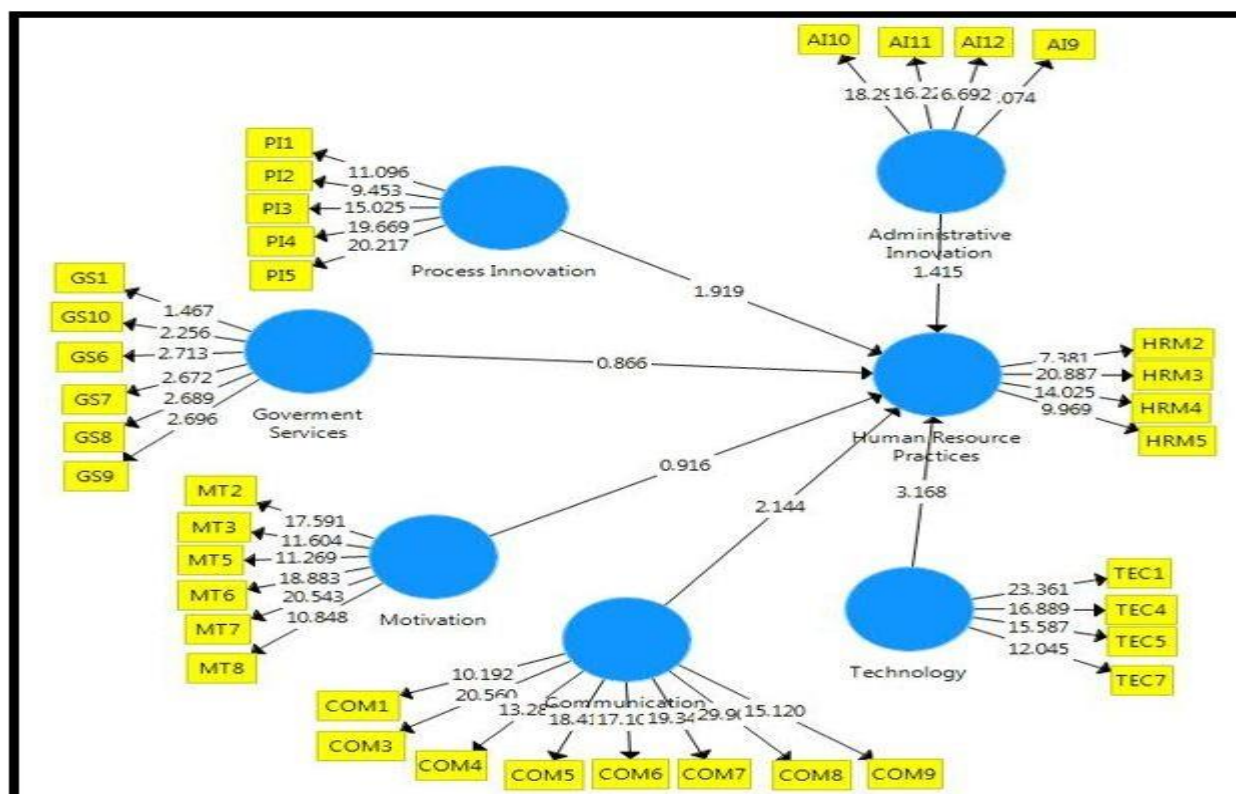 AI10
AI11
AI12
AI9
16.692
PI1
PI2
PI3
PI4
PI5
11.096
9.453
15.025
19.669
20.217
Process Innovation
Administrative
Innovation
1.415
1.919
GS1
GS10
GS6
GS7
GS8
GS9
1.467
2.256
2.713
2.672
2.689
2.696
Goverment
Services
0.866
HRM2
HRM3
HRM4
HRM5
7.381
20.887
14.025
9.969
Human Resource
Practices
MT2
MT3
MT5
MT6
MT7
MT8
17.591
11.604
11.269
18.883
20.543
10.848
Motivation
0.916
2.144
3.168
TEC1
TEC4
TEC5
TEC7
23.361
16.889
15.587
12.045
Technology
Communication
10.192
20.560
15.120
COM1
COM3
COM4
COM5
COM6
COM7
COM8
COM9